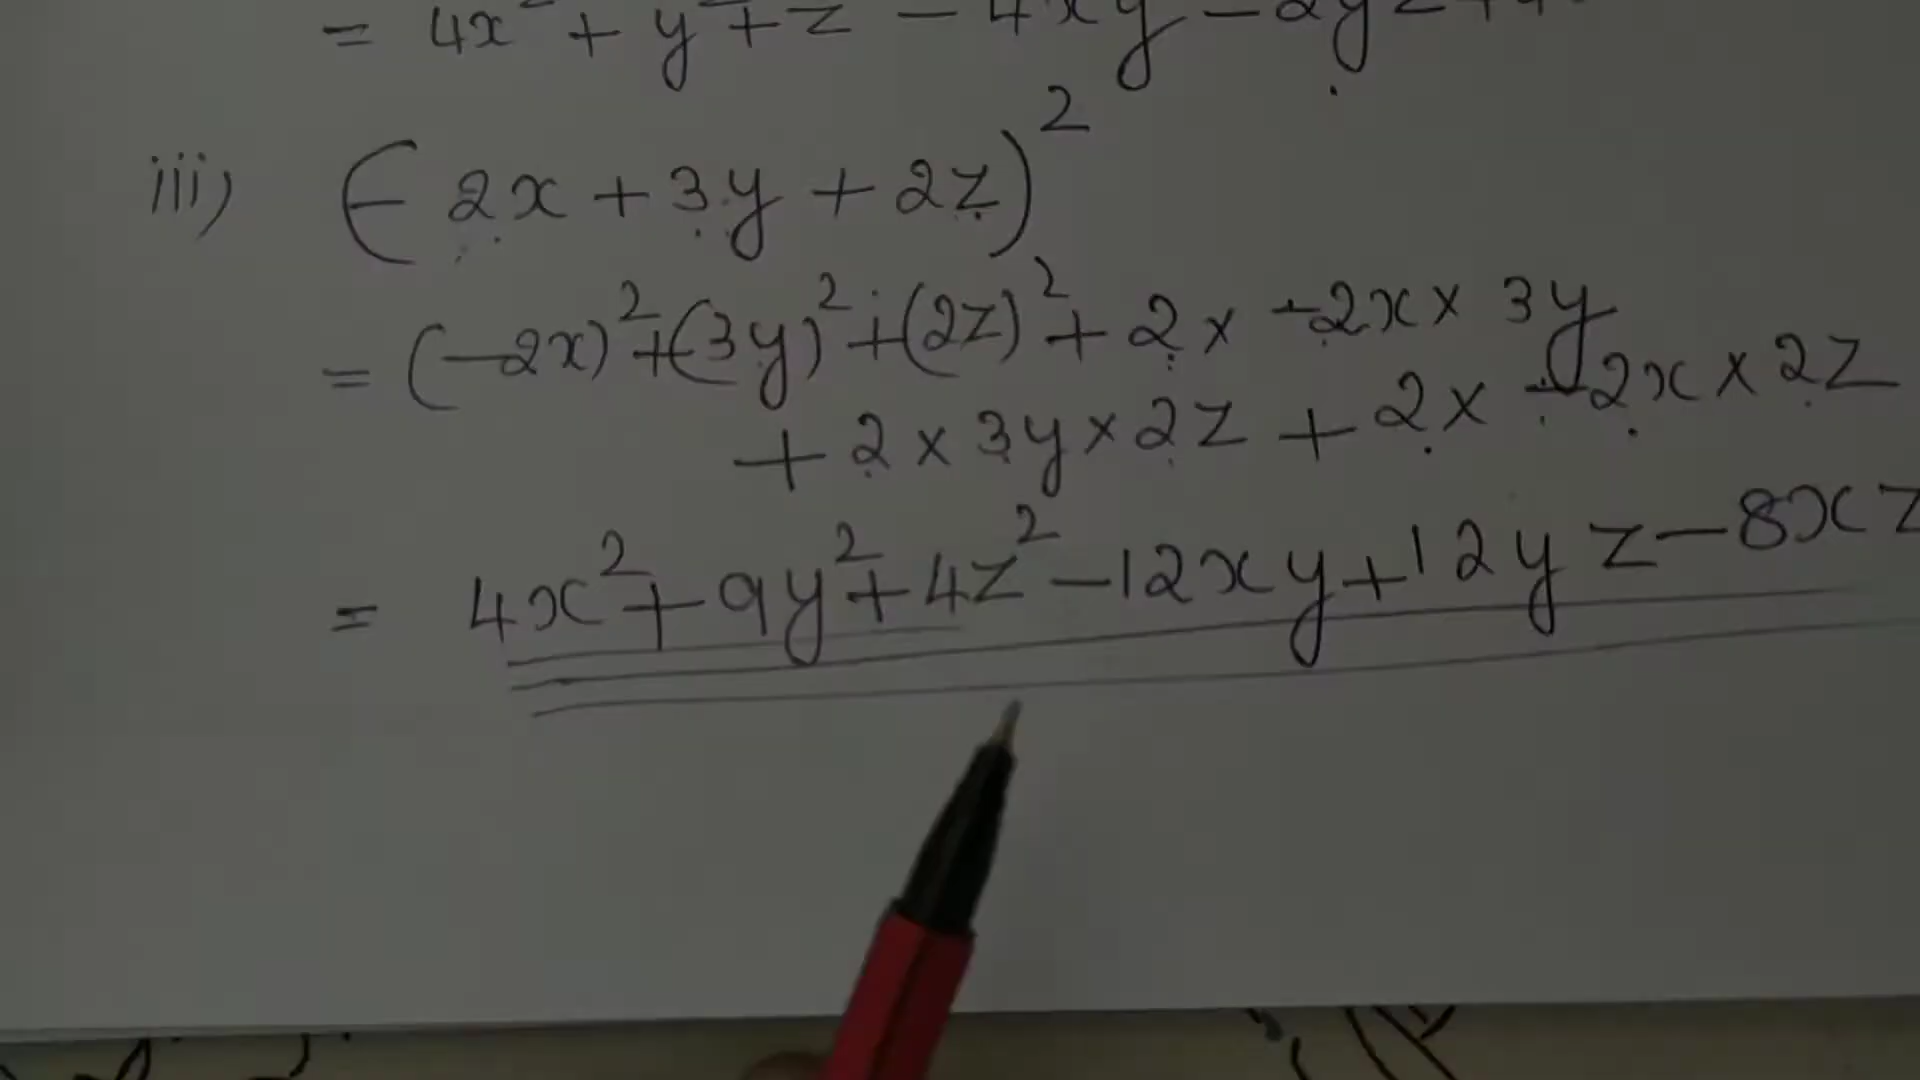 = 4x² + y² + z² - 4xy - 2yz + 4
iii) (- 2x + 3y + 2z)²
= (-2x)² + (3y)² + (2z)² + 2 × -2x × 3y
+ 2 × 3y × 2z + 2 × -2x × 2z
= 4x² + 9y² + 4z² - 12xy + 12yz - 8xz